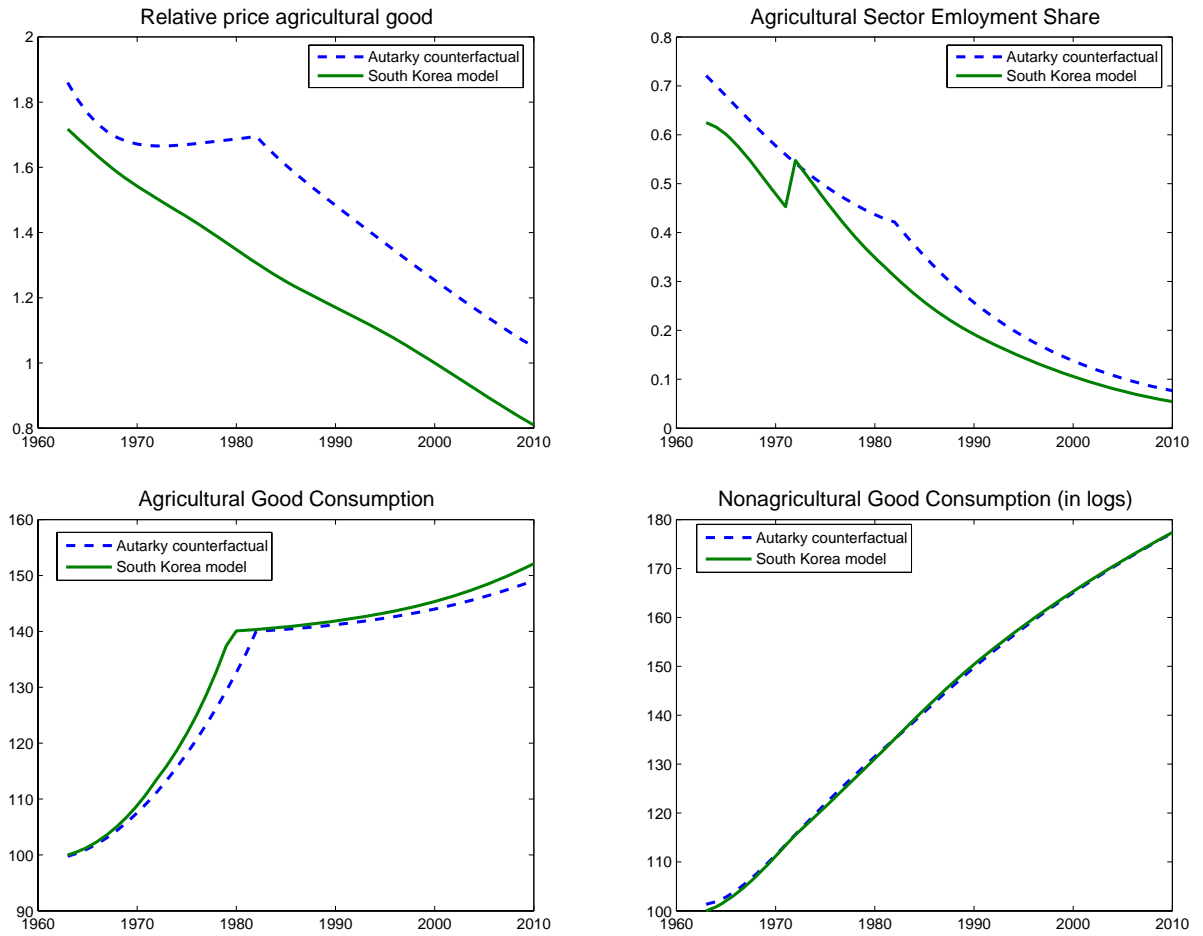 Relative price agricultural good
2
1.8
1.6
1.4
1.2
1
0.8
1960 1970 1980 1990 2000 2010
Autarky counterfactual
South Korea model
Agricultural Sector Emloyment Share
0.8
0.7
0.6
0.5
0.4
0.3
0.2
0.1
0
1960 1970 1980 1990 2000 2010
Autarky counterfactual
South Korea model
Agricultural Good Consumption
160
150
140
130
120
110
100
90
1960 1970 1980 1990 2000 2010
Autarky counterfactual
South Korea model
Nonagricultural Good Consumption (in logs)
180
170
160
150
140
130
120
110
100
1960 1970 1980 1990 2000 2010
Autarky counterfactual
South Korea model